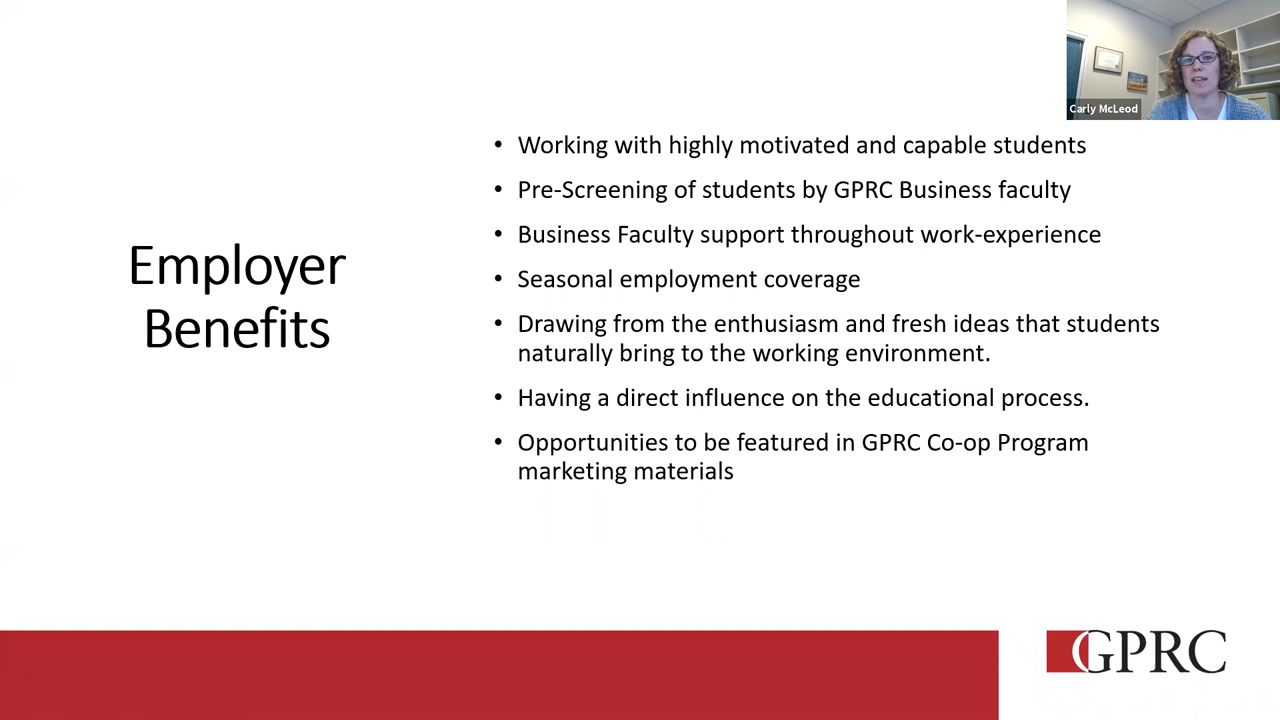 Carly McLeod
Employer
Benefits
• Working with highly motivated and capable students
• Pre-Screening of students by GPRC Business faculty
• Business Faculty support throughout work-experience
• Seasonal employment coverage
• Drawing from the enthusiasm and fresh ideas that students
naturally bring to the working environment.
• Having a direct influence on the educational process.
• Opportunities to be featured in GPRC Co-op Program
marketing materials
GPRC